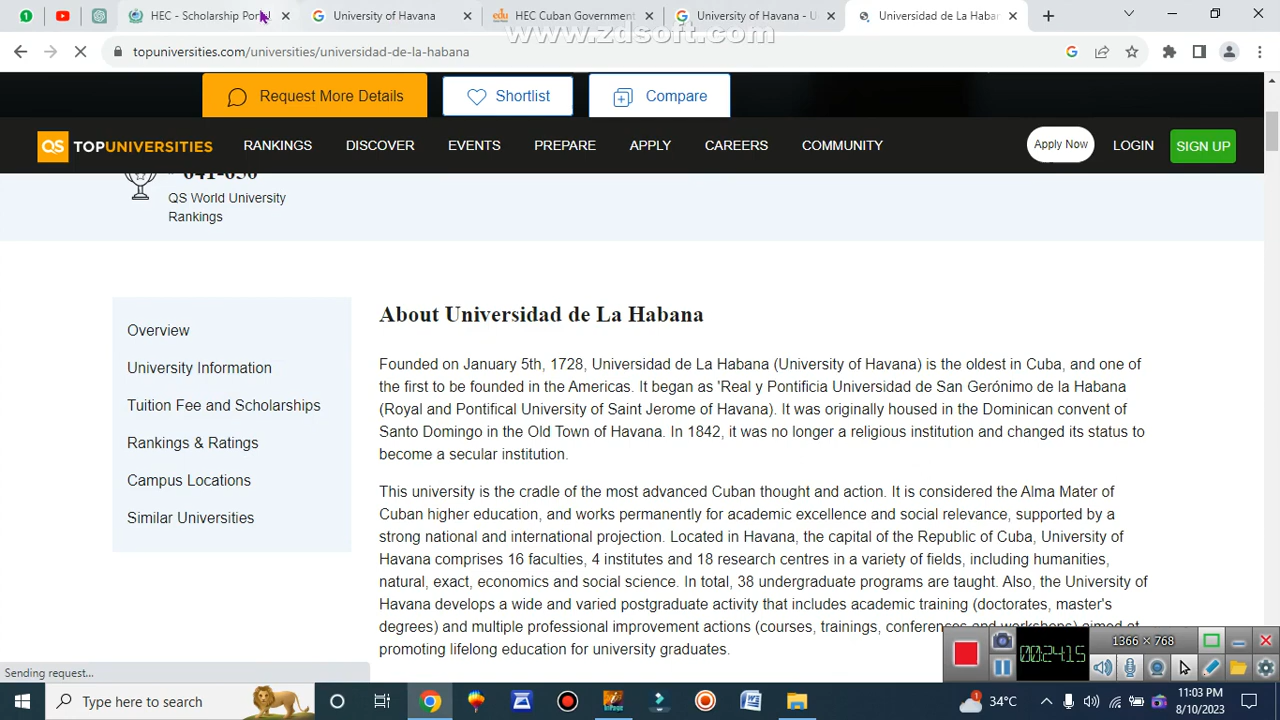 HEC - Scholarship Port
University of Havana
HEC Cuban Government
University of Havana - U
Universidad de La Haba
www.zdsoft.com
topuniversities.com/universities/universidad-de-la-habana
Request More Details
Shortlist
Compare
QS TOPUNIVERSITIES
RANKINGS
DISCOVER
EVENTS
PREPARE
APPLY
CAREERS
COMMUNITY
Apply Now
LOGIN
SIGN UP
QS World University
Rankings
Overview
University Information
Tuition Fee and Scholarships
Rankings & Ratings
Campus Locations
Similar Universities
About Universidad de La Habana
Founded on January 5th, 1728, Universidad de La Habana (University of Havana) is the oldest in Cuba, and one of
the first to be founded in the Americas. It began as 'Real y Pontificia Universidad de San Gerónimo de la Habana
(Royal and Pontifical University of Saint Jerome of Havana). It was originally housed in the Dominican convent of
Santo Domingo in the Old Town of Havana. In 1842, it was no longer a religious institution and changed its status to
become a secular institution.
This university is the cradle of the most advanced Cuban thought and action. It is considered the Alma Mater of
Cuban higher education, and works permanently for academic excellence and social relevance, supported by a
strong national and international projection. Located in Havana, the capital of the Republic of Cuba, University of
Havana comprises 16 faculties, 4 institutes and 18 research centres in a variety of fields, including humanities,
natural, exact, economics and social science. In total, 38 undergraduate programs are taught. Also, the University of
Havana develops a wide and varied postgraduate activity that includes academic training (doctorates, master's
degrees) and multiple professional improvement actions (courses, trainings, conferences and workshops) aimed at
promoting lifelong education for university graduates.
Sending request...
00:24:15
1366 × 768
Type here to search
34°C
11:03 PM
8/10/2023